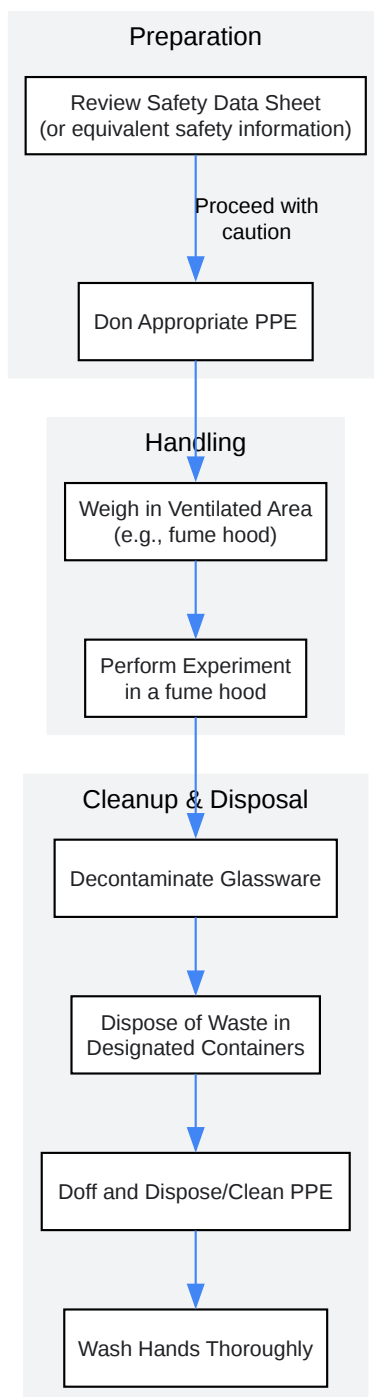 Preparation
Review Safety Data Sheet
(or equivalent safety information)
Proceed with
caution
Don Appropriate PPE
Handling
Weigh in Ventilated Area
(e.g., fume hood)
Perform Experiment
in a fume hood
Cleanup & Disposal
Decontaminate Glassware
Dispose of Waste in
Designated Containers
Doff and Dispose/Clean PPE
Wash Hands Thoroughly